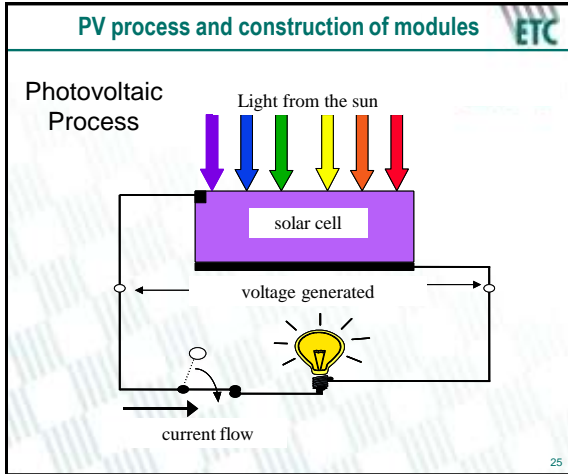 PV process and construction of modules
ETC
Photovoltaic
Process
Light from the sun
solar cell
voltage generated
current flow
25